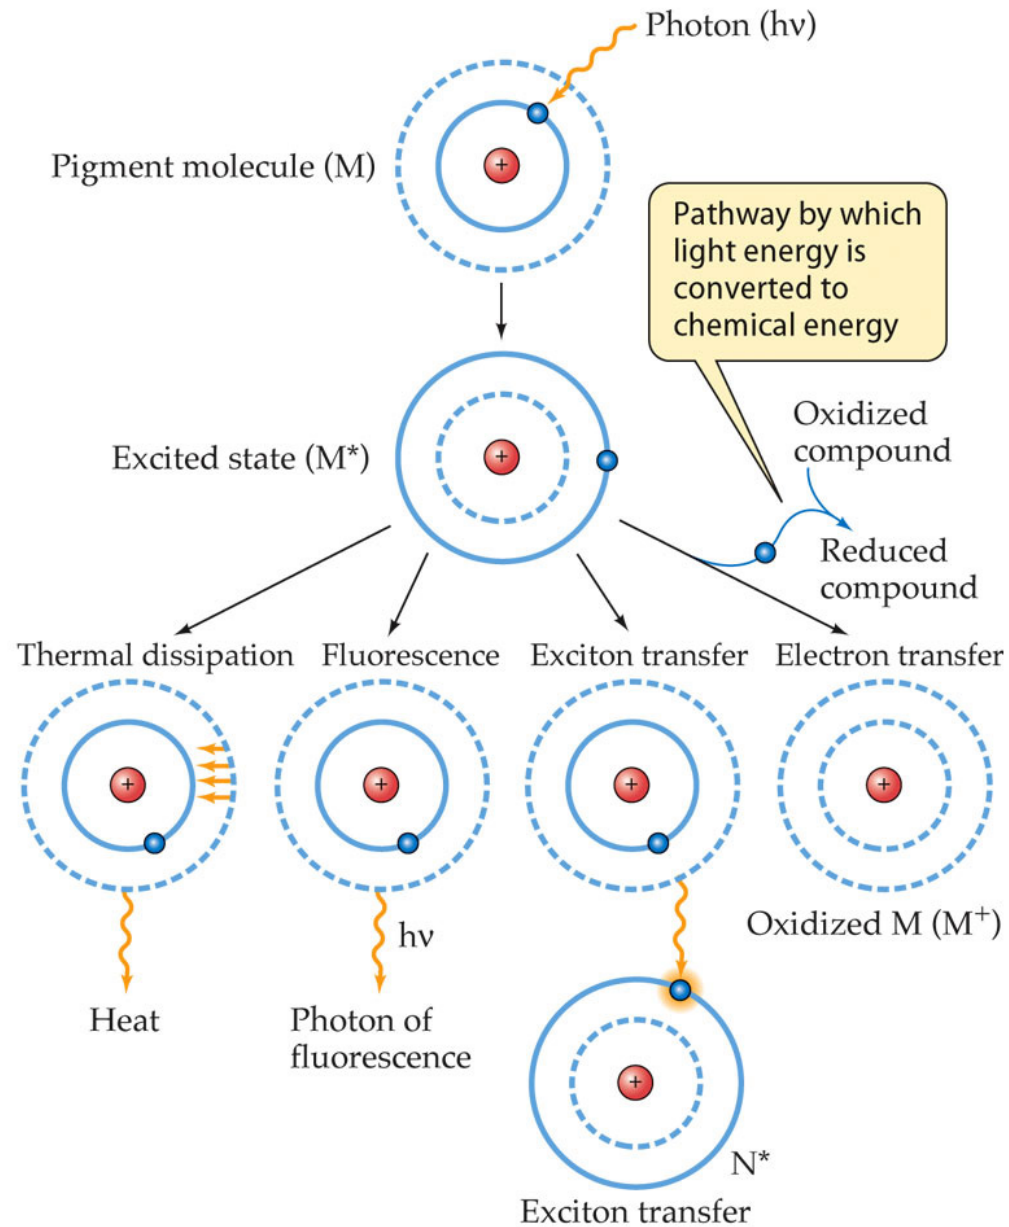 Photon (hν)
Pigment molecule (M)
+
Pathway by which
light energy is
converted to
chemical energy
Excited state (M*)
+
Oxidized
compound
Reduced
compound
Thermal dissipation
Fluorescence
Exciton transfer
Electron transfer
+
+
+
+
Oxidized M (M⁺)
hν
Heat
Photon of
fluorescence
+
N*
Exciton transfer